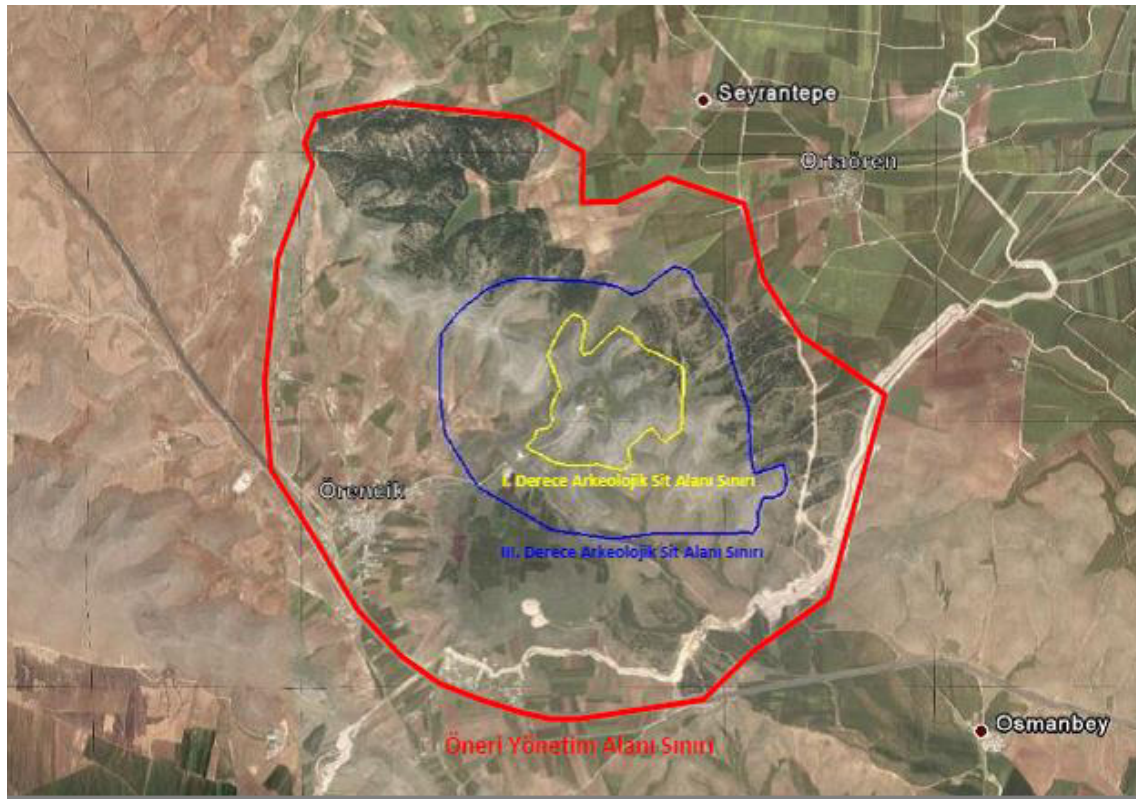 Seyrantepe
Ortaören
Örencik
I. Derece Arkeolojik Sit Alanı Sınırı
III. Derece Arkeolojik Sit Alanı Sınırı
Osmanbey
Öneri Yönetim Alanı Sınırı